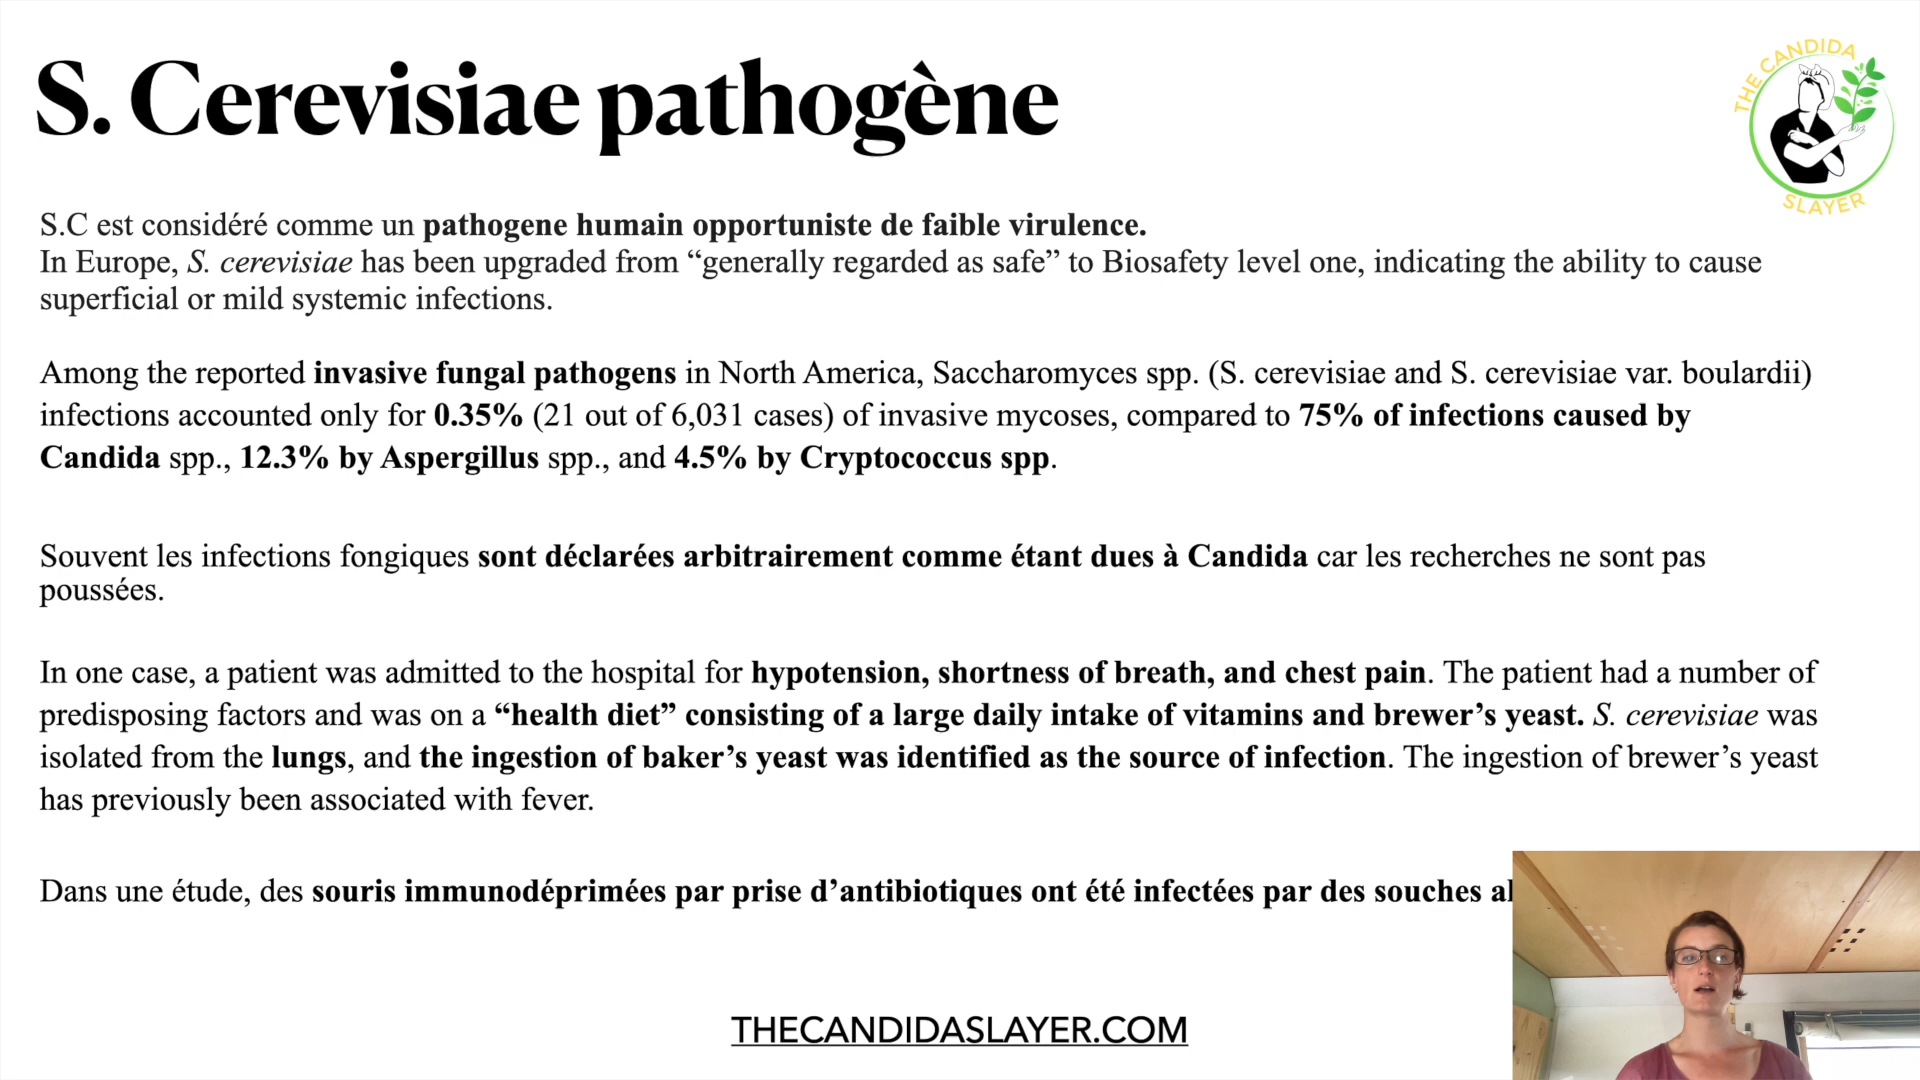 S. Cerevisiae pathogène
THE CANDIDA
SLAYER
S.C est considéré comme un pathogene humain opportuniste de faible virulence.
In Europe, S. cerevisiae has been upgraded from “generally regarded as safe” to Biosafety level one, indicating the ability to cause
superficial or mild systemic infections.
Among the reported invasive fungal pathogens in North America, Saccharomyces spp. (S. cerevisiae and S. cerevisiae var. boulardii)
infections accounted only for 0.35% (21 out of 6,031 cases) of invasive mycoses, compared to 75% of infections caused by
Candida spp., 12.3% by Aspergillus spp., and 4.5% by Cryptococcus spp.
Souvent les infections fongiques sont déclarées arbitrairement comme étant dues à Candida car les recherches ne sont pas
poussées.
In one case, a patient was admitted to the hospital for hypotension, shortness of breath, and chest pain. The patient had a number of
predisposing factors and was on a “health diet” consisting of a large daily intake of vitamins and brewer’s yeast. S. cerevisiae was
isolated from the lungs, and the ingestion of baker’s yeast was identified as the source of infection. The ingestion of brewer’s yeast
has previously been associated with fever.
Dans une étude, des souris immunodéprimées par prise d’antibiotiques ont été infectées par des souches
THECANDIDASLAYER.COM